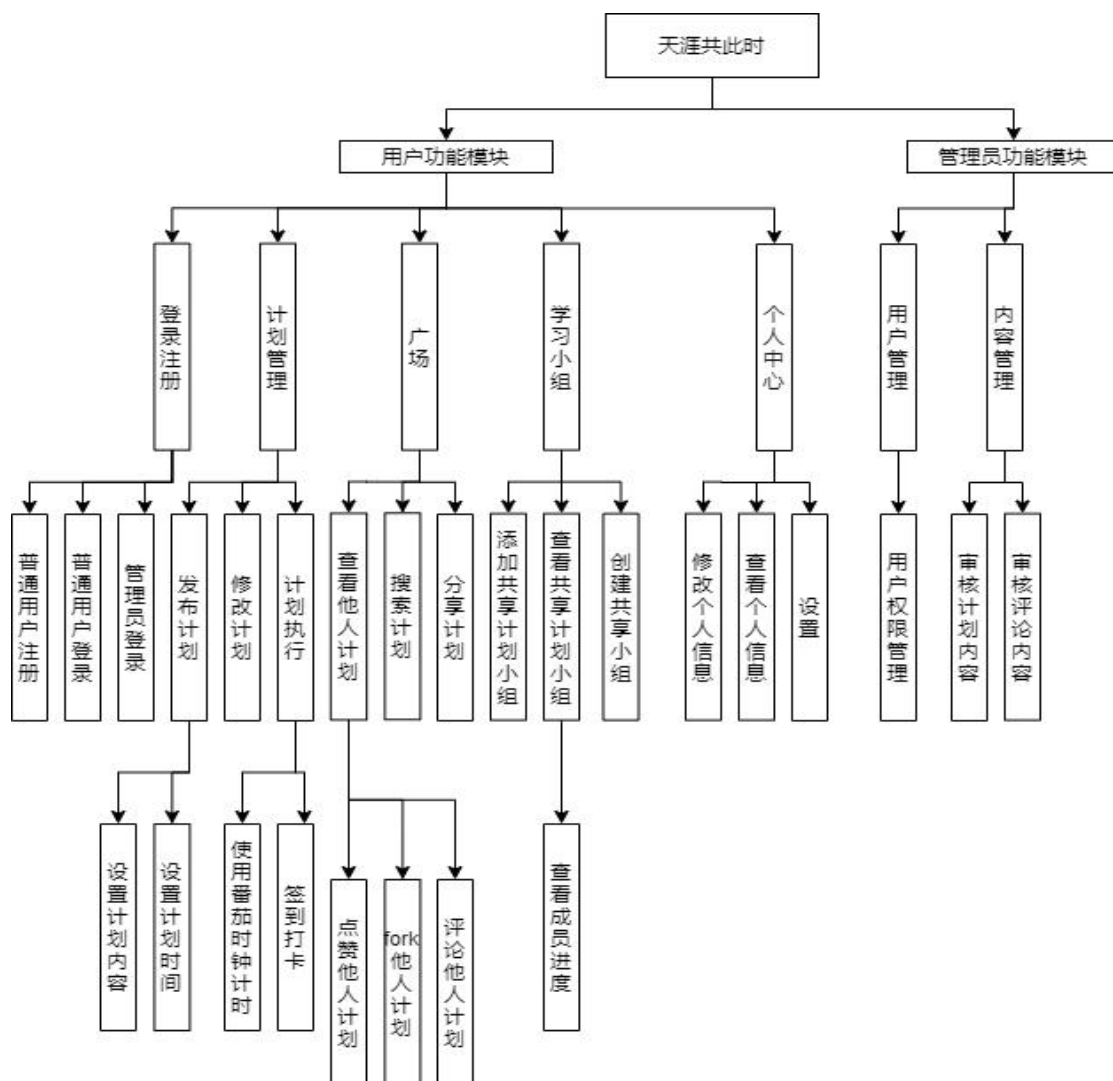 天涯共此时
用户功能模块
管理员功能模块
登录注册
计划管理
广场
学习小组
个人中心
用户管理
内容管理
普通用户注册
普通用户登录
管理员登录
发布计划
修改计划
计划执行
查看他人计划
搜索计划
分享计划
添加共享计划小组
查看共享计划小组
创建共享小组
修改个人信息
查看个人信息
设置
用户权限管理
审核计划内容
审核评论内容
设置计划内容
设置计划时间
使用番茄时钟计时
签到打卡
点赞他人计划
fork他人计划
评论他人计划
查看成员进度